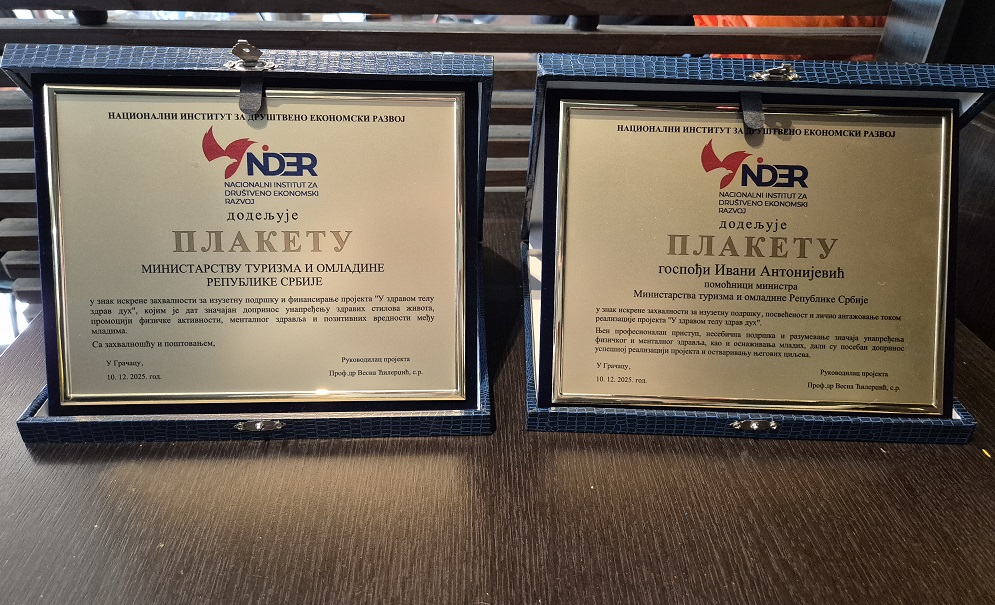 НАЦИОНАЛНИ ИНСТИТУТ ЗА ДРУШТВЕНО ЕКОНОМСКИ РАЗВОЈ
NIDER
NACIONALNI INSTITUT ZA
DRUŠTVENO EKONOMSKI
RAZVOJ
додељује
ПЛАКЕТУ
МИНИСТАРСТВУ ТУРИЗМА И ОМЛАДИНЕ
РЕПУБЛИКЕ СРБИЈЕ
у знак искрене захвалности за изузетну подршку и финансирање пројекта "У здравом телу
здрав дух", којим је дат значајан допринос унапређењу здравих стилова живота,
промоцији физичке активности, менталног здравља и позитивних вредности међу
младима.
Са захвалношћу и поштовањем,
У Грачацу,
10. 12. 2025. год.
Руководилац пројекта
Проф.др Весна Ћилерџић, с.р.
НАЦИОНАЛНИ ИНСТИТУТ ЗА ДРУШТВЕНО ЕКОНОМСКИ РАЗВОЈ
NIDER
NACIONALNI INSTITUT ZA
DRUŠTVENO EKONOMSKI
RAZVOJ
додељује
ПЛАКЕТУ
госпођи Ивани Антонијевић
помоћници министра
Министарства туризма и омладине Републике Србије
у знак искрене захвалности за изузетну подршку, посвећеност и лично ангажовање током
реализације пројекта "У здравом телу здрав дух".
Њен професионалан приступ, несебична подршка и разумевање значаја унапређења
физичког и менталног здравља, као и оснаживања младих, дали су посебан допринос
успешној реализацији пројекта и остваривању његових циљева.
У Грачацу,
10. 12. 2025. год.
Руководилац пројекта
Проф.др Весна Ћилерџић, с.р.